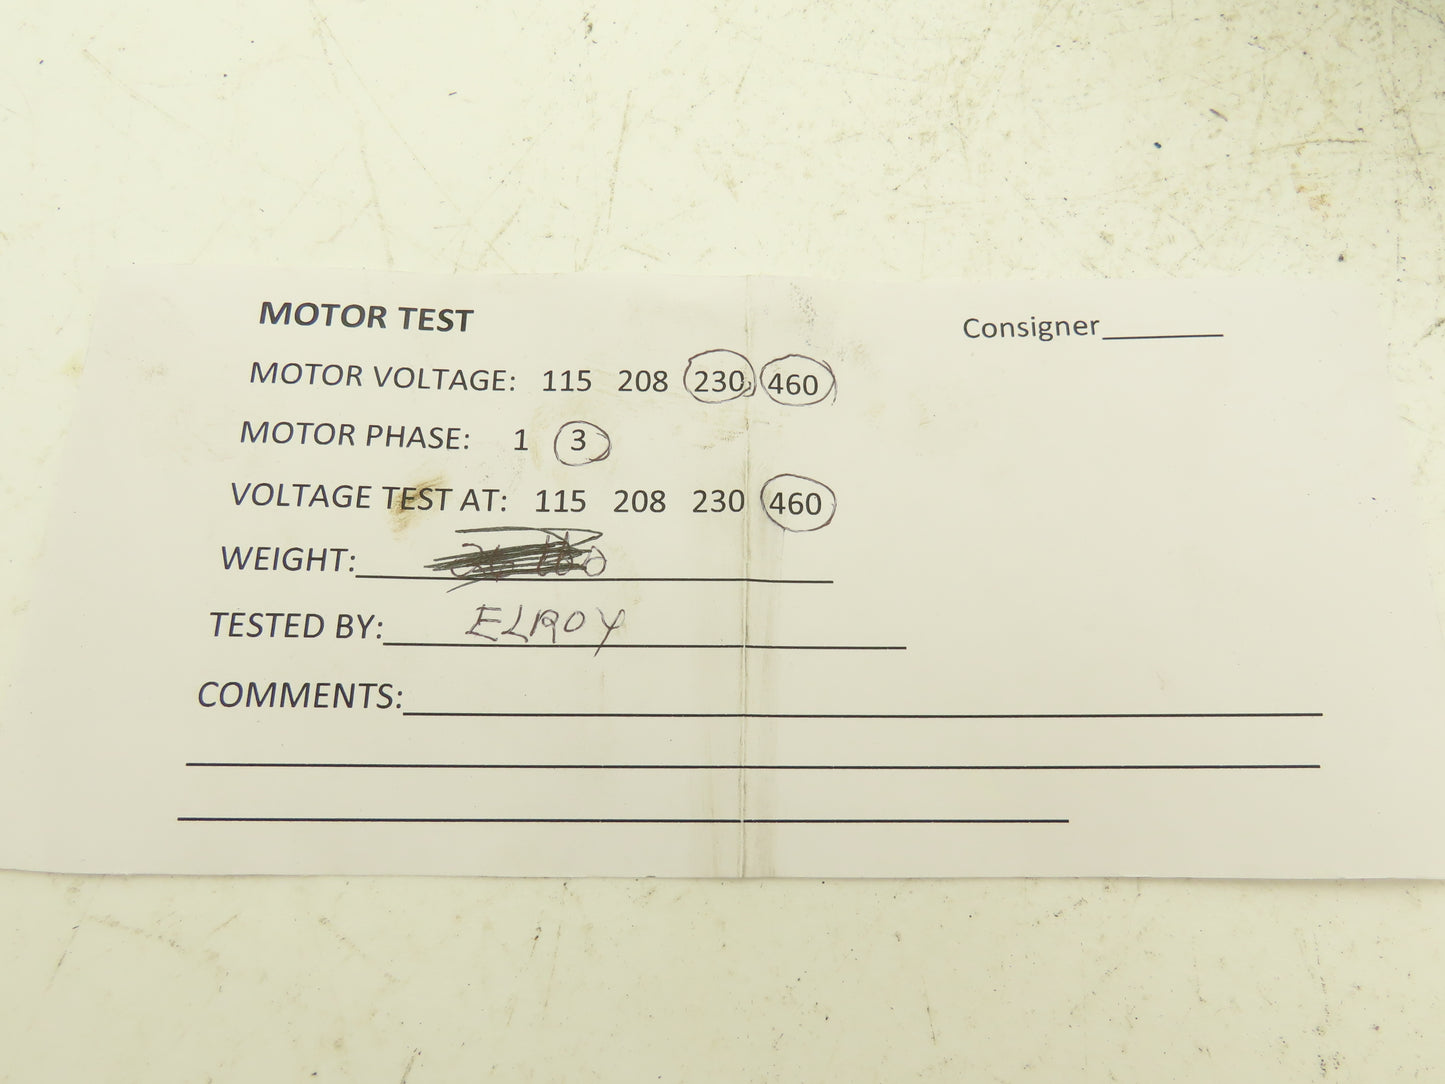 MOTOR TEST
Consigner
MOTOR VOLTAGE: 115 208 230 460
MOTOR PHASE: 1 3
VOLTAGE TEST AT: 115 208 230 460
WEIGHT:
TESTED BY: ELROY
COMMENTS: